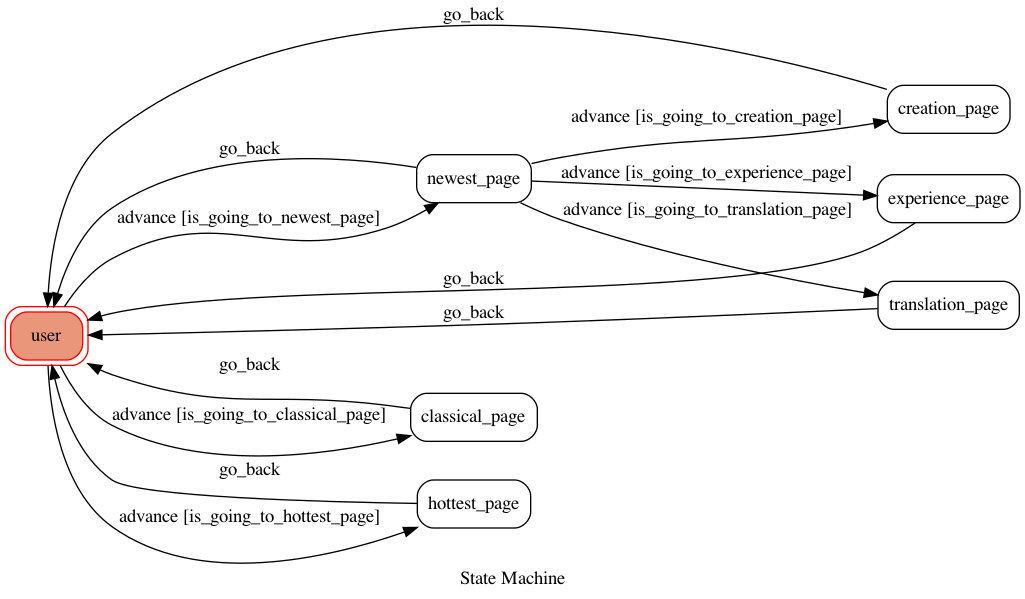 go_back
creation_page
advance [is_going_to_creation_page]
go_back
newest_page
advance [is_going_to_experience_page]
experience_page
advance [is_going_to_newest_page]
advance [is_going_to_translation_page]
go_back
translation_page
go_back
user
go_back
advance [is_going_to_classical_page]
classical_page
go_back
hottest_page
advance [is_going_to_hottest_page]
State Machine